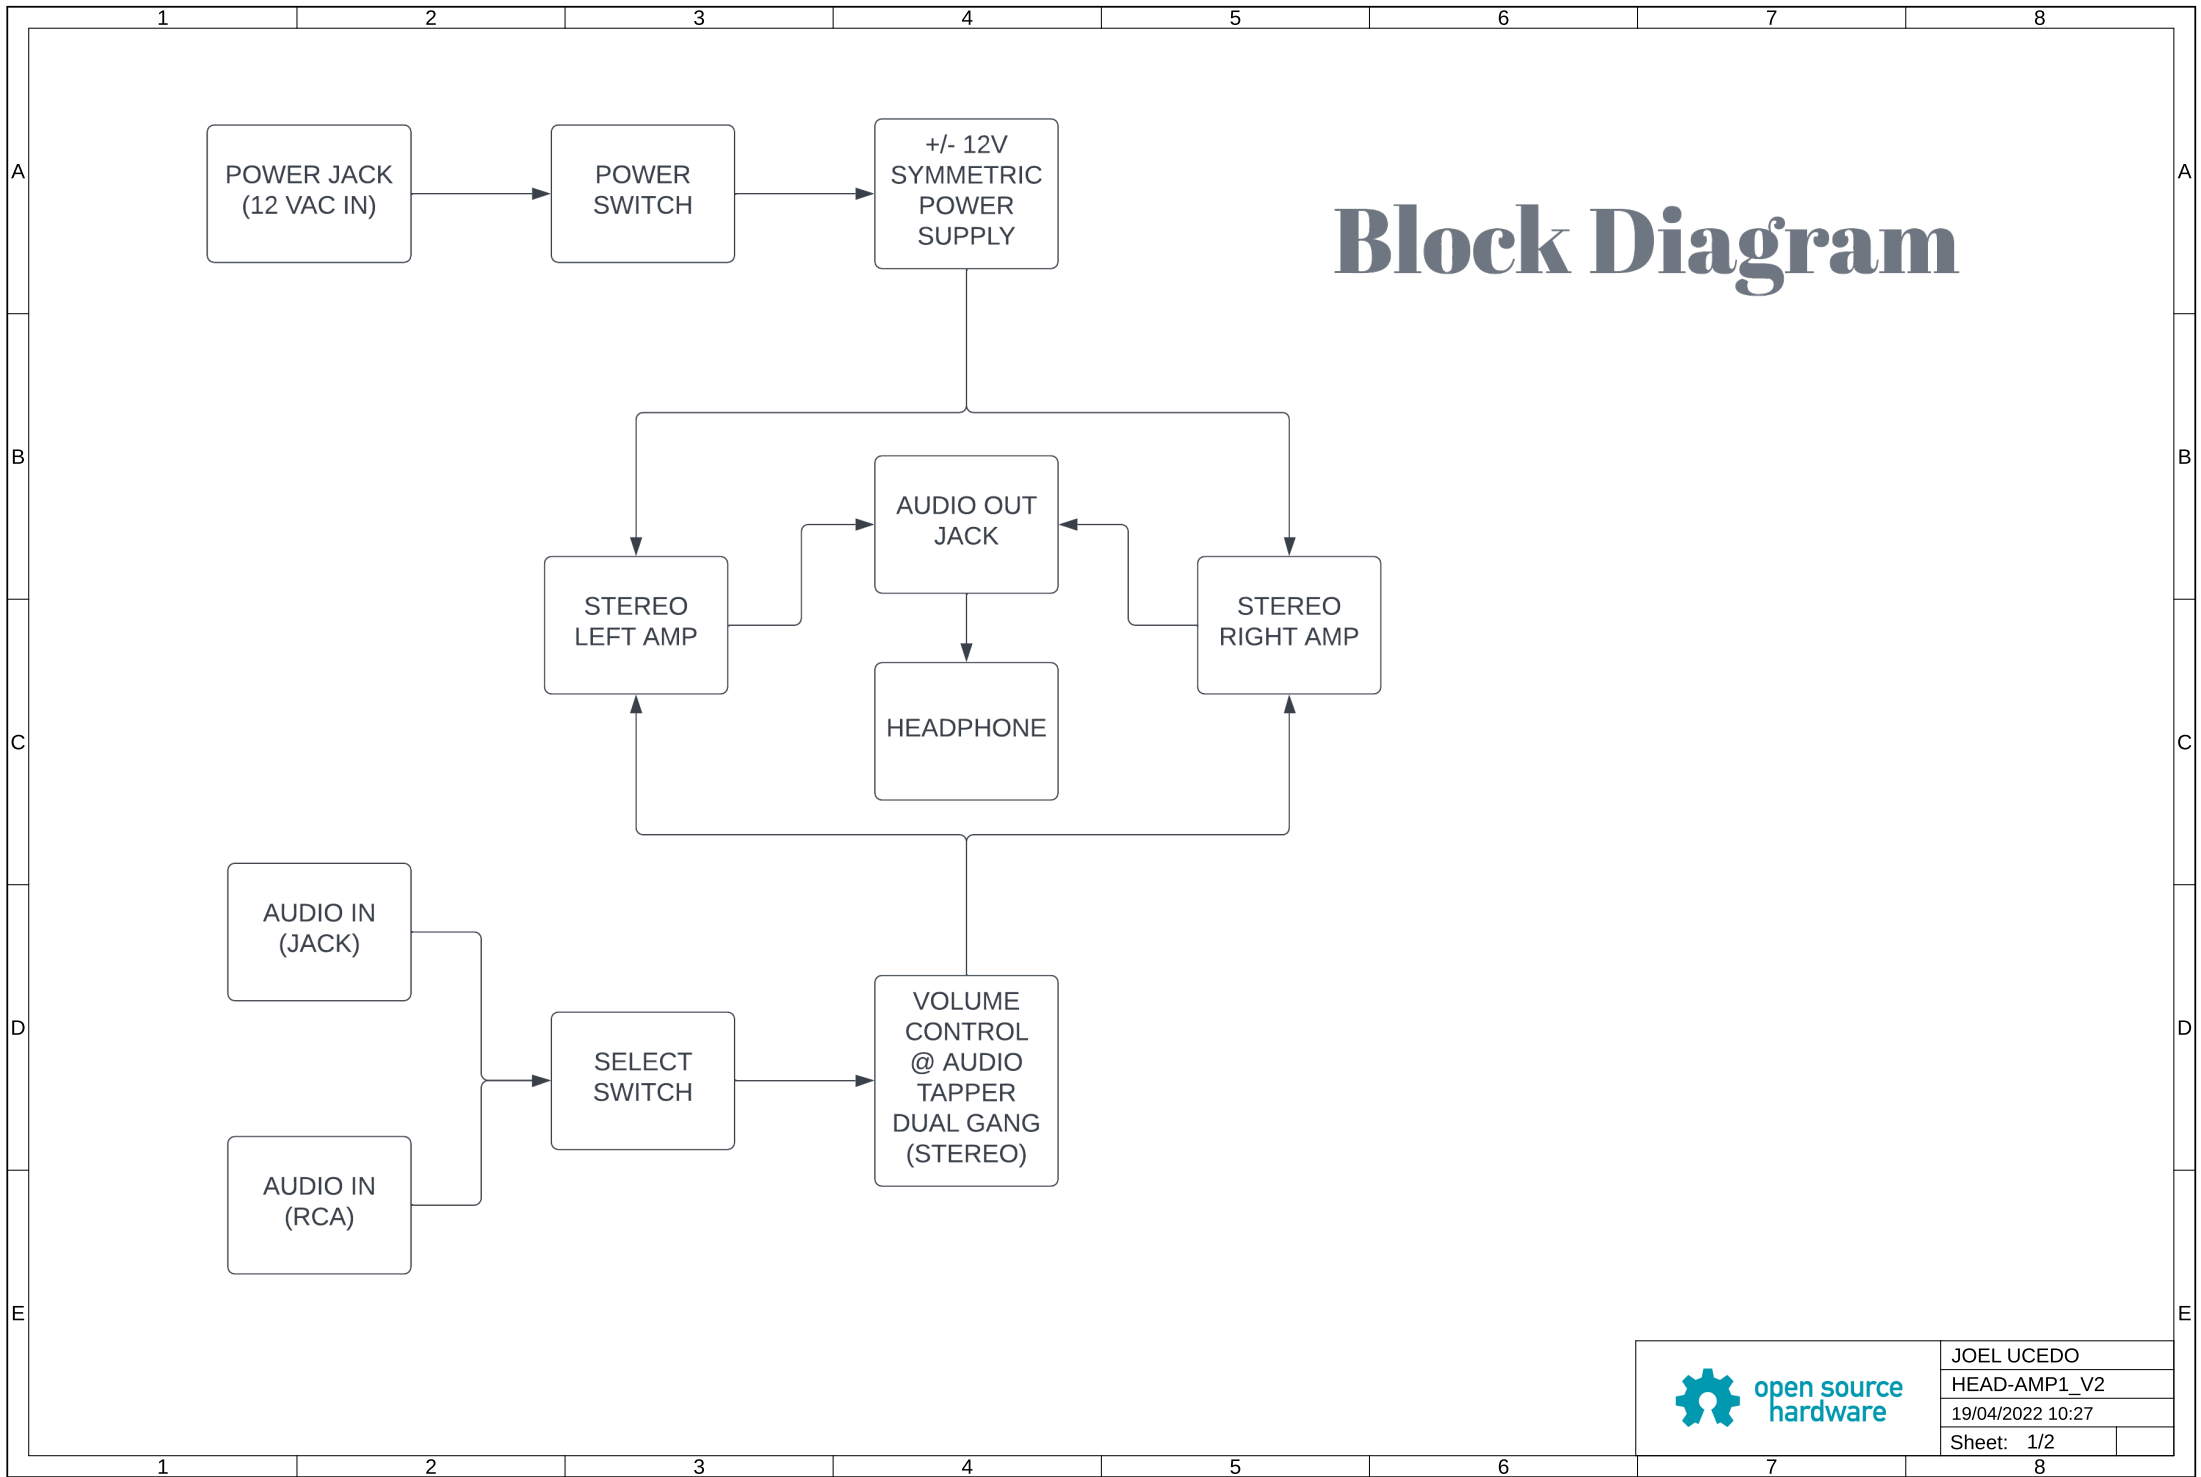 1 2 3 4 5 6 7 8
A A
POWER JACK
(12 VAC IN)
POWER
SWITCH
+/- 12V
SYMMETRIC
POWER
SUPPLY
Block Diagram
B B
AUDIO OUT
JACK
STEREO
LEFT AMP
STEREO
RIGHT AMP
HEADPHONE
C C
AUDIO IN
(JACK)
D D
SELECT
SWITCH
VOLUME
CONTROL
@ AUDIO
TAPPER
DUAL GANG
(STEREO)
AUDIO IN
(RCA)
E E
open source
hardware
JOEL UCEDO
HEAD-AMP1_V2
19/04/2022 10:27
Sheet: 1/2
1 2 3 4 5 6 7 8